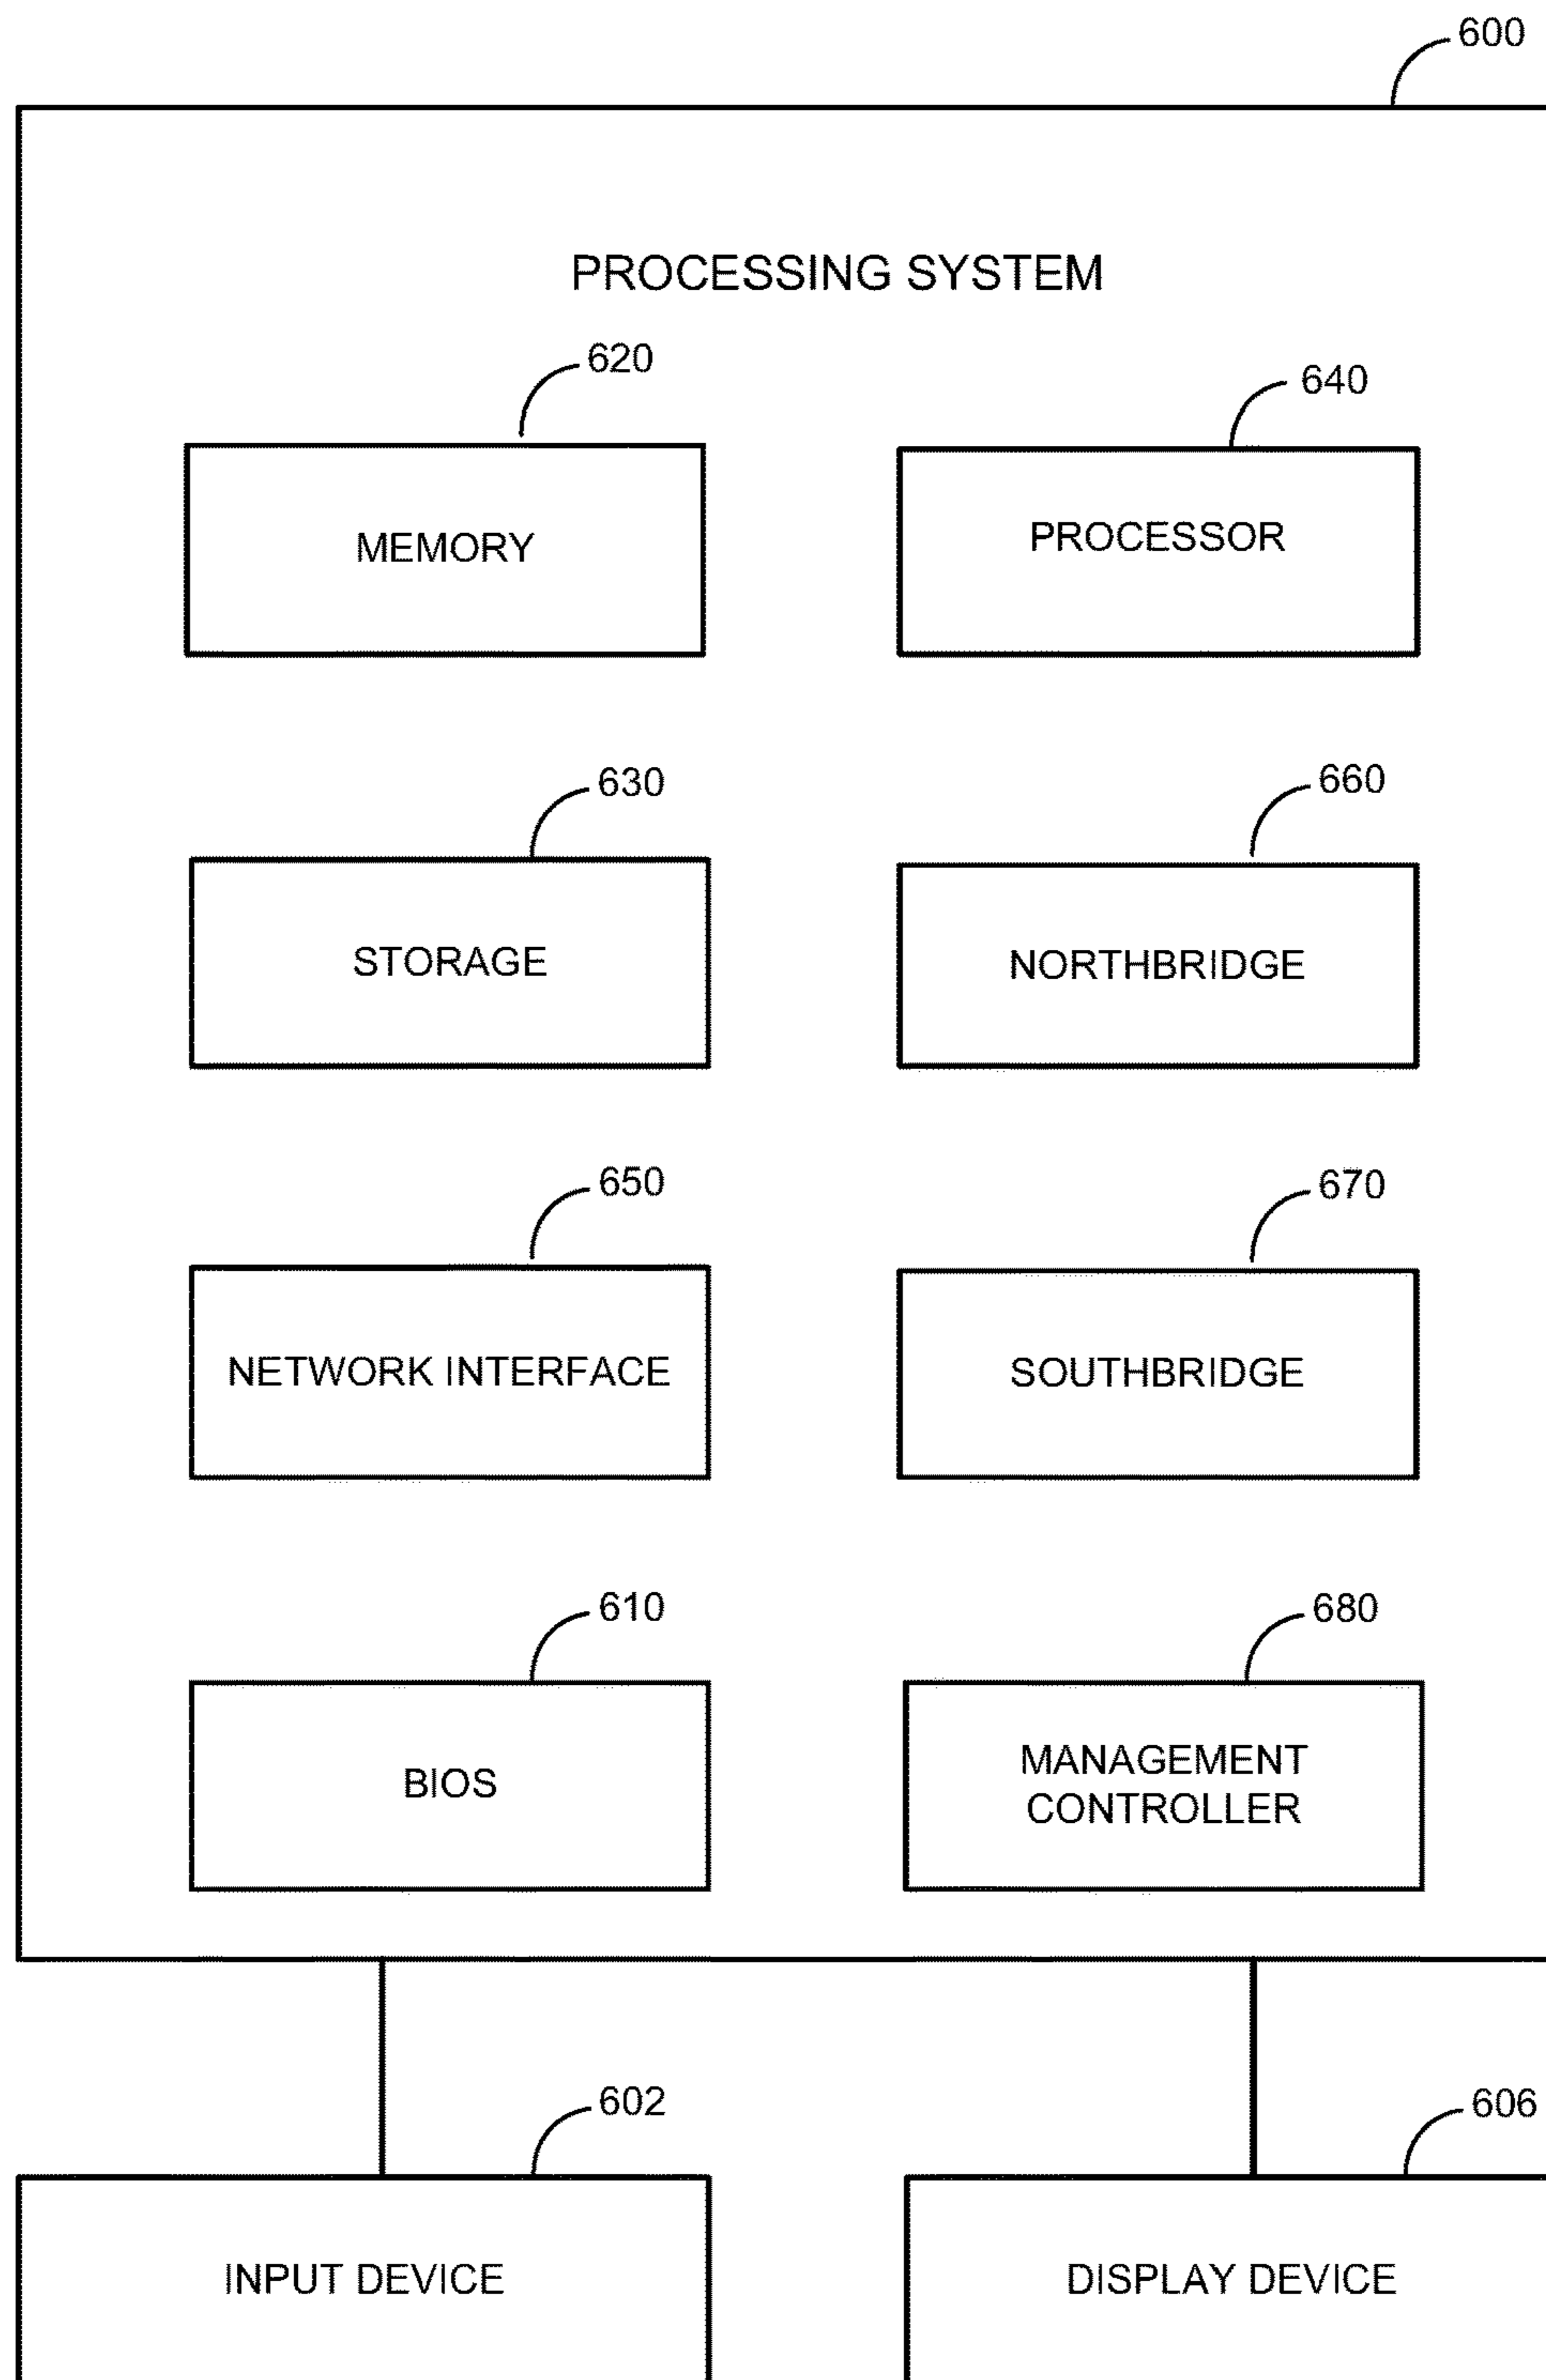 600
PROCESSING SYSTEM
620
640
MEMORY
PROCESSOR
630
660
STORAGE
NORTHBRIDGE
650
670
NETWORK INTERFACE
SOUTHBRIDGE
610
680
BIOS
MANAGEMENT
CONTROLLER
602
606
INPUT DEVICE
DISPLAY DEVICE